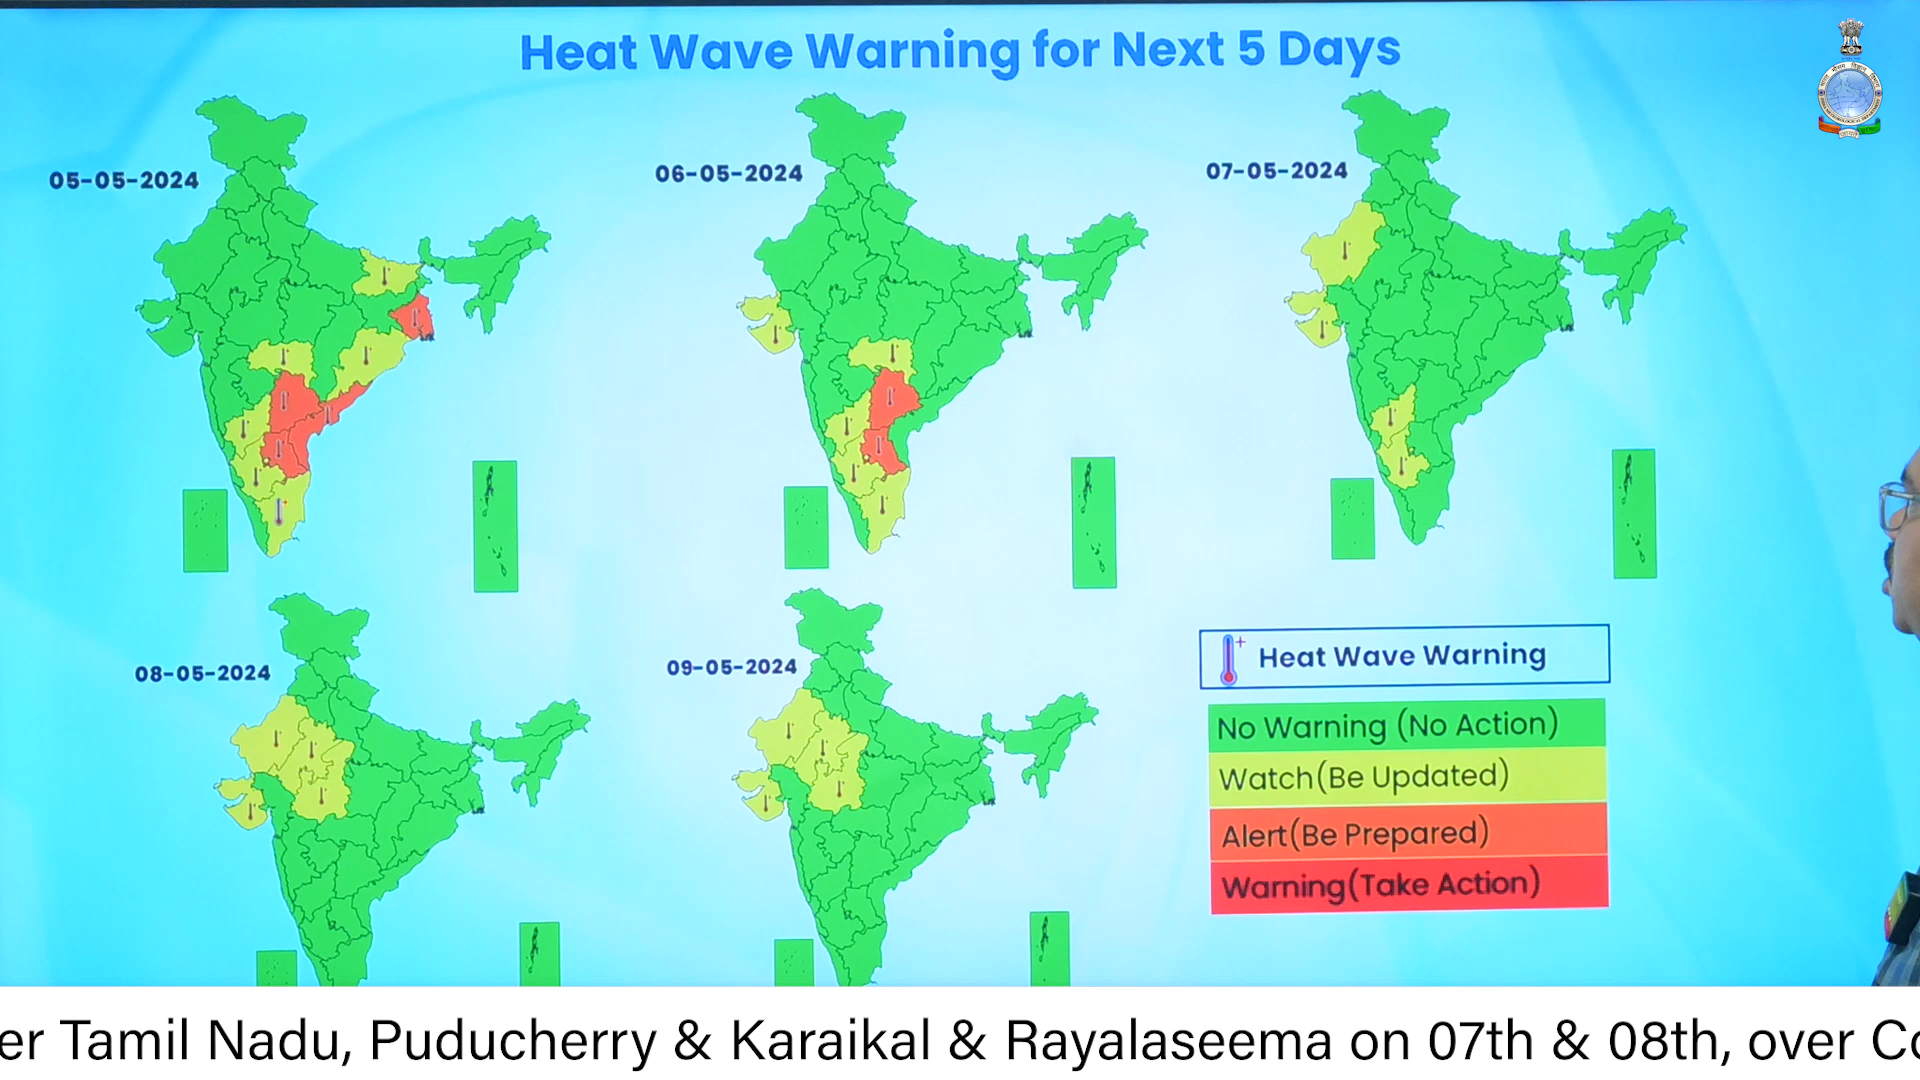 Heat Wave Warning for Next 5 Days
05-05-2024
06-05-2024
07-05-2024
08-05-2024
09-05-2024
Heat Wave Warning
No Warning (No Action)
Watch(Be Updated)
Alert(Be Prepared)
Warning(Take Action)
er Tamil Nadu, Puducherry & Karaikal & Rayalaseema on 07th & 08th, over Co